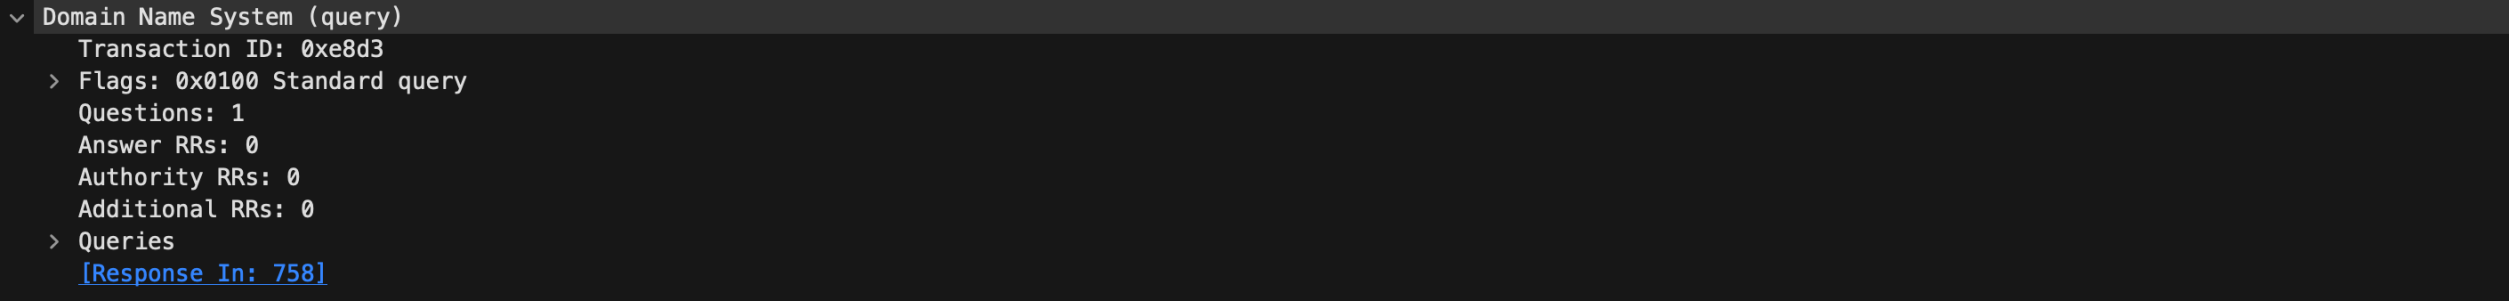 Domain Name System (query)
Transaction ID: 0xe8d3
Flags: 0x0100 Standard query
Questions: 1
Answer RRs: 0
Authority RRs: 0
Additional RRs: 0
Queries
[Response In: 758]